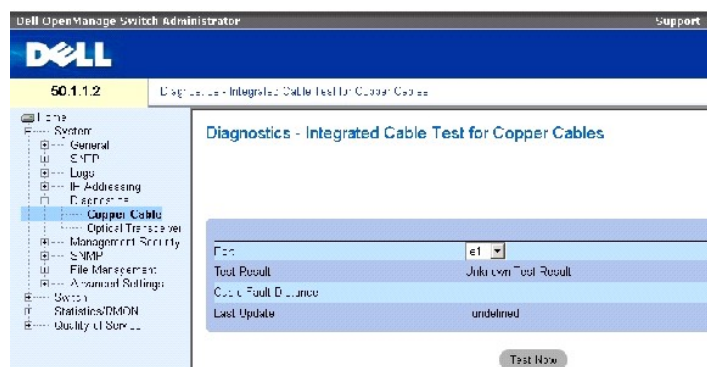 Dell OpenManage Switch Administrator
Support
DELL
50.1.1.2
Integrated Cable Test for Copper Cables
Home
System
General
SNTP
Logs
IP Addressing
Diagnostics
Copper Cable
Optical Transceiver
Management Security
SNMP
File Management
Advanced Settings
Switch
Statistics/RMON
Quality of Service
Diagnostics - Integrated Cable Test for Copper Cables
Port
e1
Test Result
Unknown Test Result
Cable Fault Distance
Last Update
undefined
Test Now